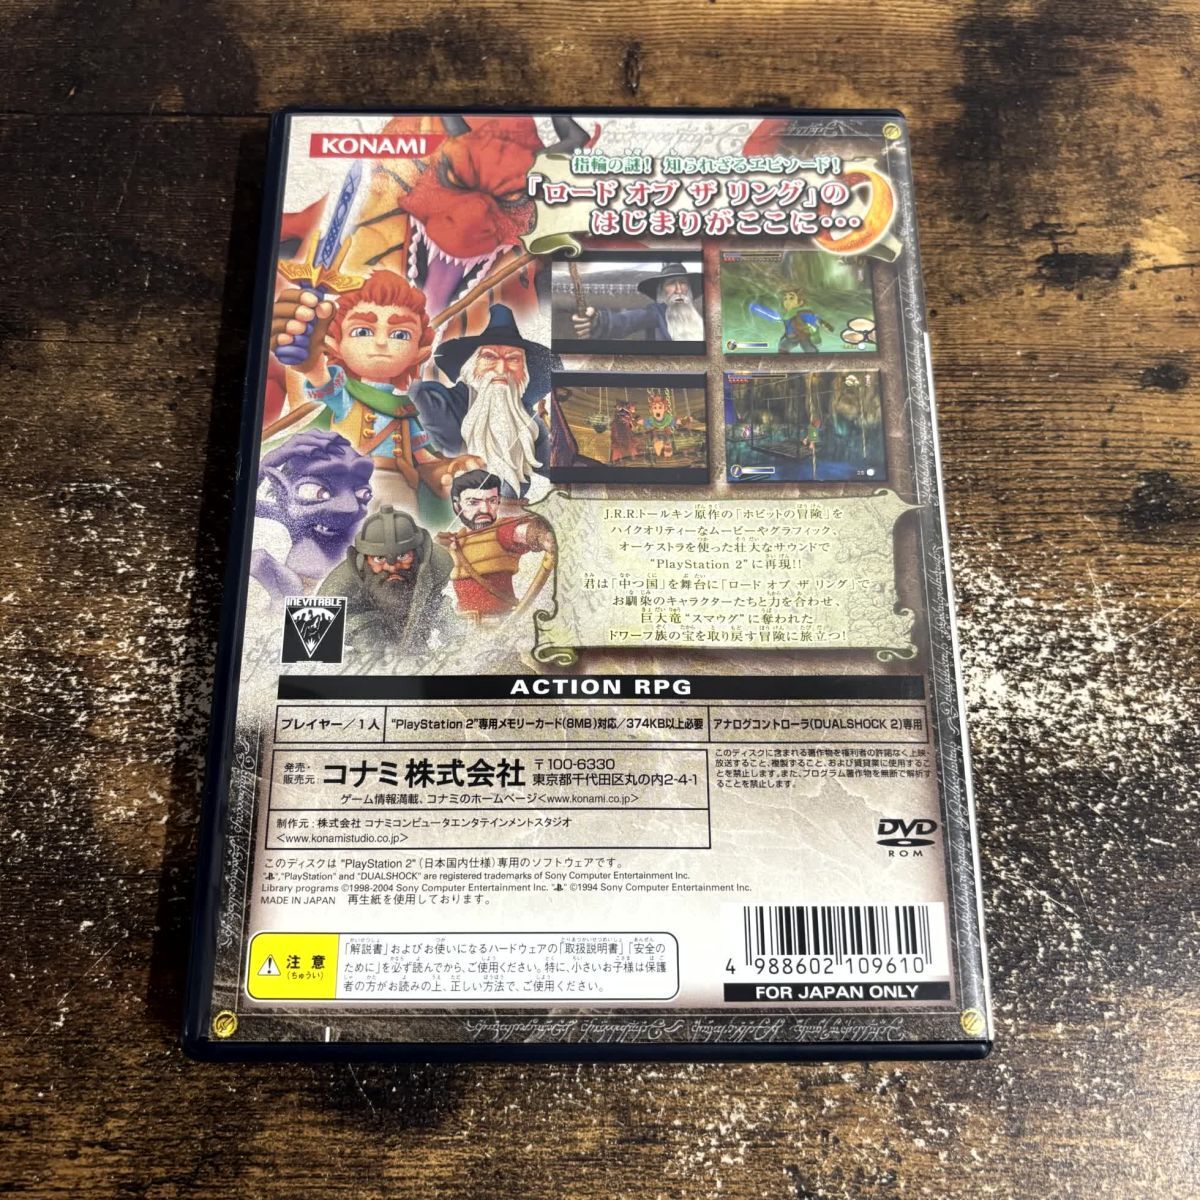 KONAMI
指輪の謎! 知られざるエピソード!
「ロード オブ ザ リング」の
はじまりがここに・・・
J.R.R.トールキン原作の「ホビットの冒険」を
ハイクオリティーなムービーやグラフィック、
オーケストラを使った壮大なサウンドで
"PlayStation 2"に再現!!
君は「中つ国」を舞台に「ロード オブ ザ リング」で
お馴染のキャラクターたちと力を合わせ、
巨大竜"スマウグ"に奪われた
ドワーフ族の宝を取り戻す冒険に旅立つ!
INEVITABLE
ACTION RPG
プレイヤー/1人
"PlayStation 2"専用メモリーカード(8MB)対応/374KB以上必要
アナログコントローラ(DUALSHOCK 2)専用
発売・販売元 コナミ株式会社 〒100-6330
東京都千代田区丸の内2-4-1
ゲーム情報満載、コナミのホームページ<www.konami.co.jp>
制作元:株式会社 コナミコンピュータエンタテインメントスタジオ
<www.konamistudio.co.jp>
このディスクに含まれる著作物を権利者の許諾なく上映・
放送すること、複製すること、および賃貸業に使用するこ
とを禁止します。また、プログラム著作物を無断で解析す
ることを禁止します。
DVD
ROM
このディスクは "PlayStation 2" (日本国内仕様) 専用のソフトウェアです。
"PlayStation" and "DUALSHOCK" are registered trademarks of Sony Computer Entertainment Inc.
Library programs ©1998-2004 Sony Computer Entertainment Inc. ©1994 Sony Computer Entertainment Inc.
MADE IN JAPAN 再生紙を使用しております。
注意
(ちゅうい)
「解説書」およびお使いになるハードウェアの「取扱説明書」「安全の
ために」を必ず読んでから、ご使用ください。特に、小さいお子様は保護
者の方がお読みの上、正しい方法で、ご使用ください。
4 988602 109610
FOR JAPAN ONLY